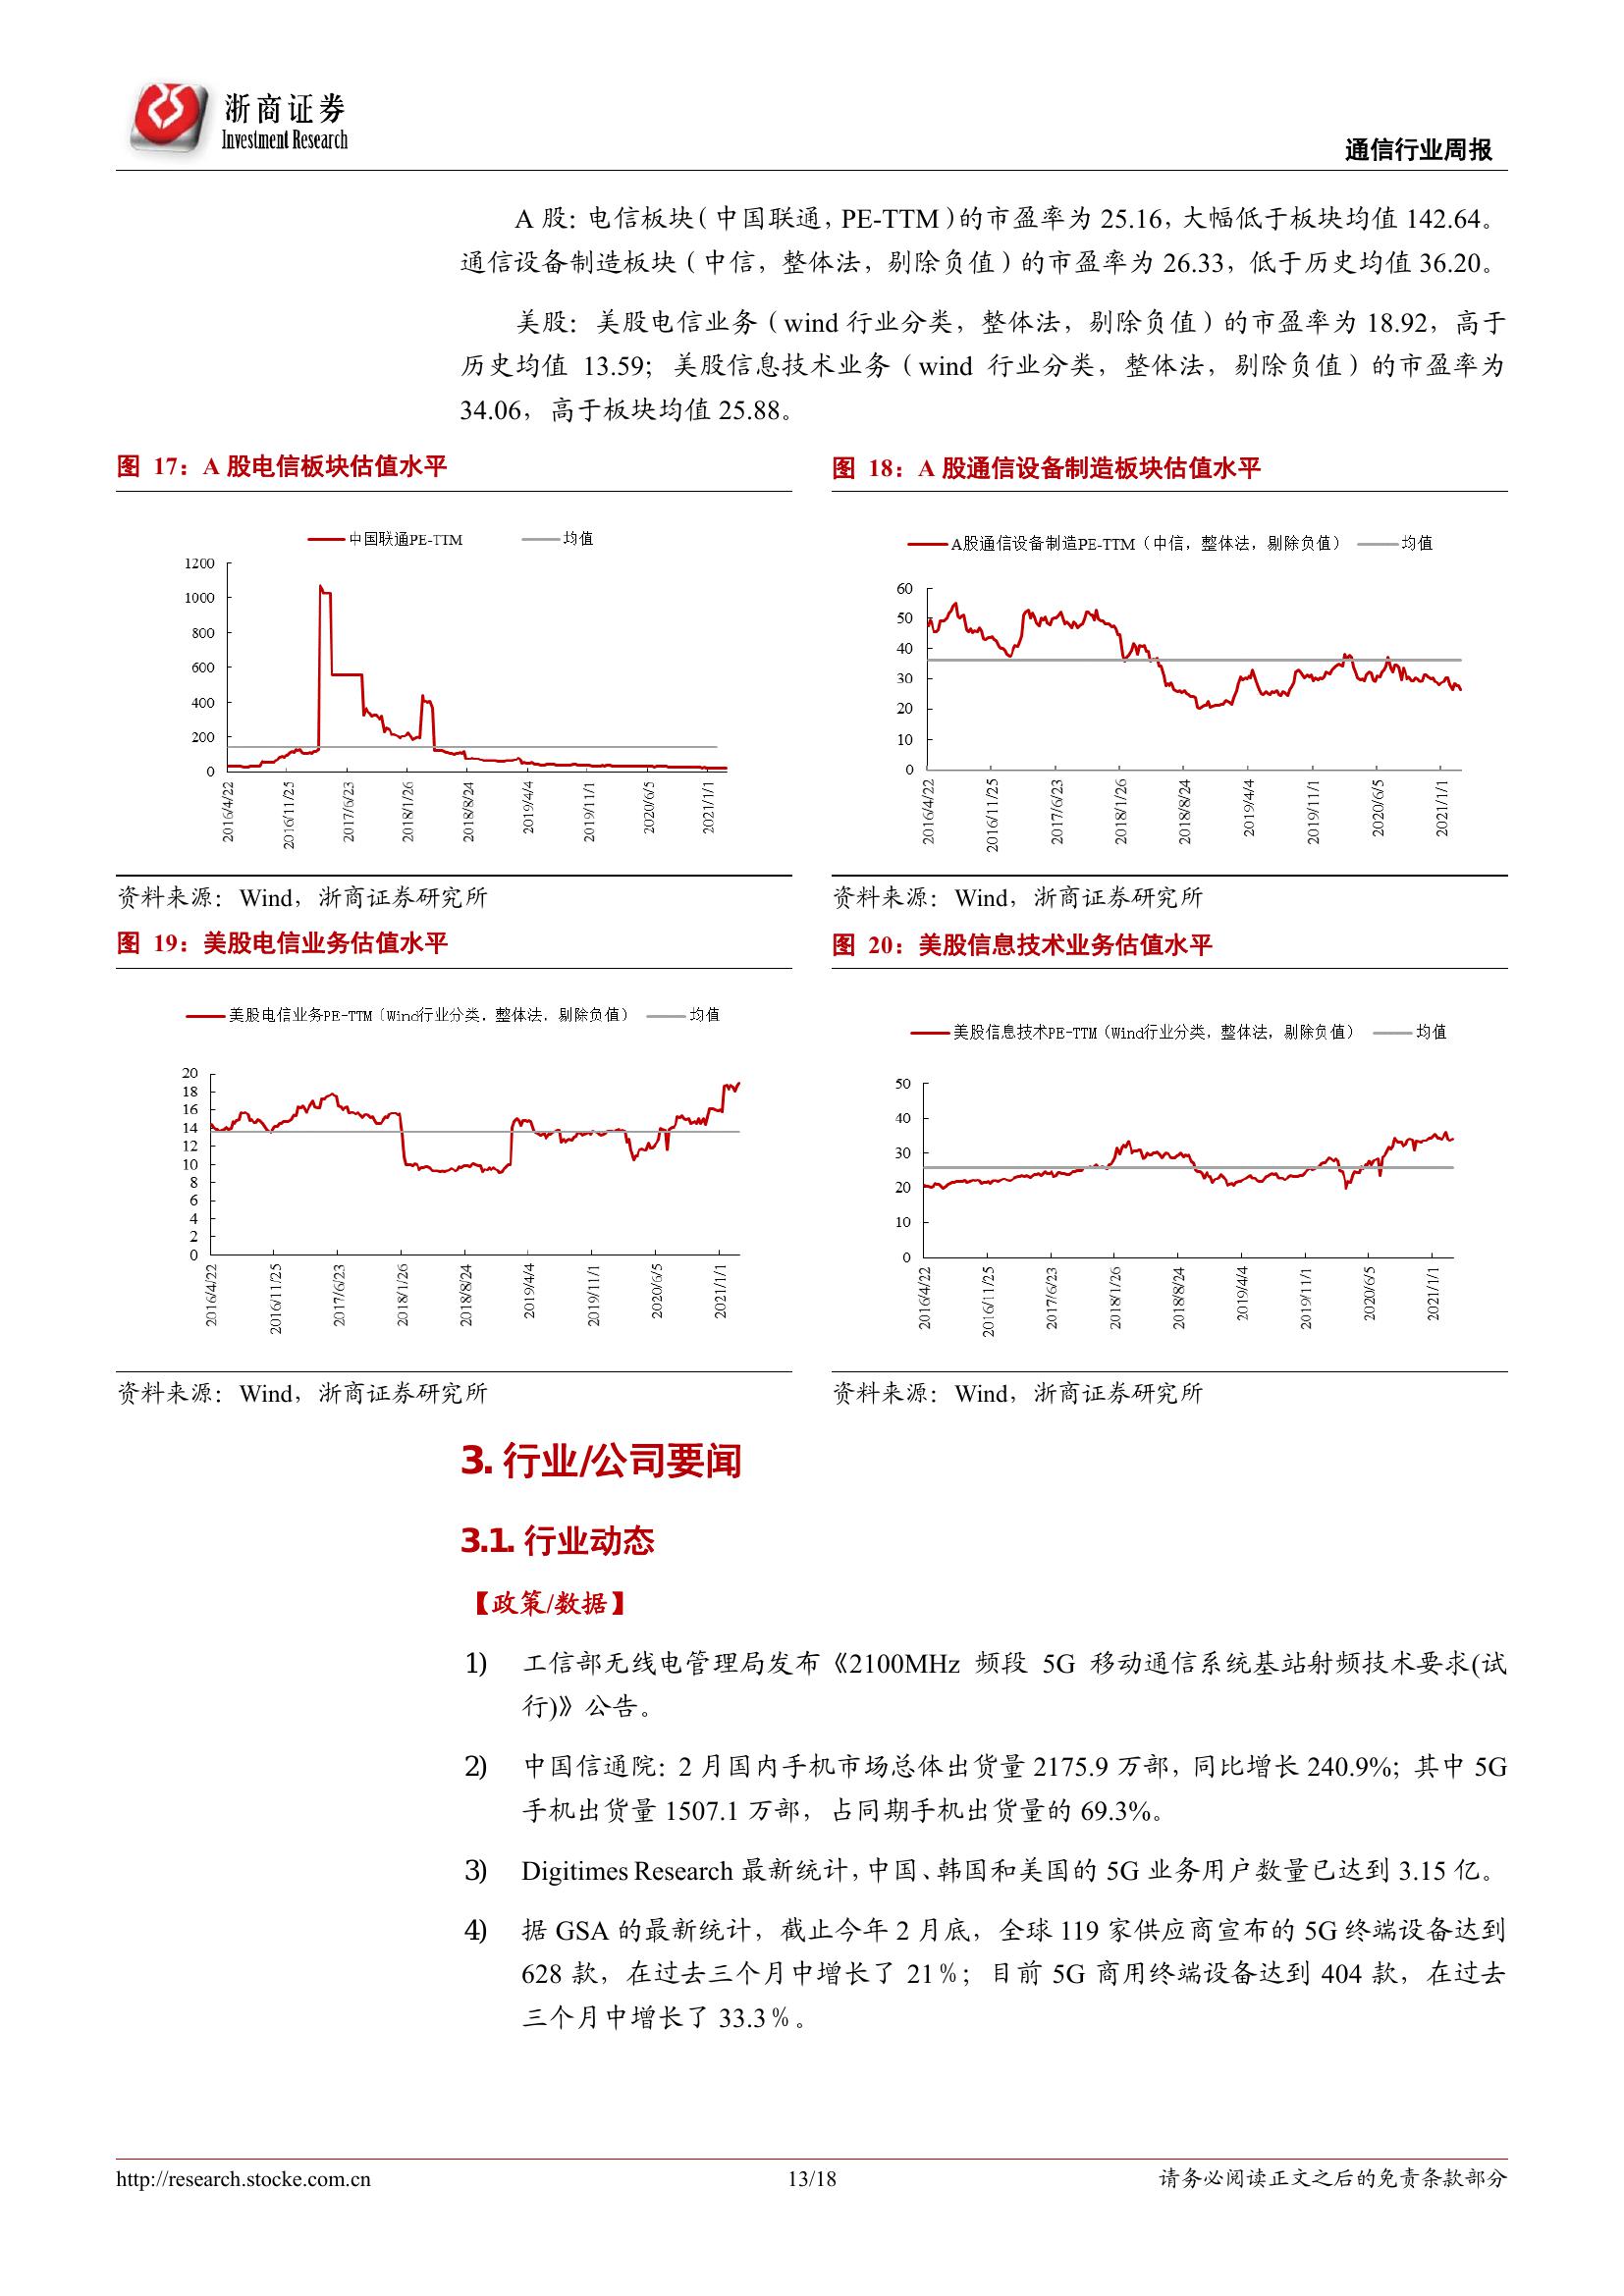 浙商证券
Investment Research
通信行业周报
A 股：电信板块（中国联通，PE-TTM）的市盈率为 25.16，大幅低于板块均值 142.64。
通信设备制造板块（中信，整体法，剔除负值）的市盈率为 26.33，低于历史均值 36.20。
美股：美股电信业务（wind 行业分类，整体法，剔除负值）的市盈率为 18.92，高于
历史均值 13.59；美股信息技术业务（wind 行业分类，整体法，剔除负值）的市盈率为
34.06，高于板块均值 25.88。
图 17：A 股电信板块估值水平
中国联通PE-TTM 均值
1200
1000
800
600
400
200
0
2016/4/22
2016/11/25
2017/6/23
2018/1/26
2018/8/24
2019/4/4
2019/11/1
2020/6/5
2021/1/1
资料来源：Wind，浙商证券研究所
图 18：A 股通信设备制造板块估值水平
A股通信设备制造PE-TTM（中信，整体法，剔除负值） 均值
60
50
40
30
20
10
0
2016/4/22
2016/11/25
2017/6/23
2018/1/26
2018/8/24
2019/4/4
2019/11/1
2020/6/5
2021/1/1
资料来源：Wind，浙商证券研究所
图 19：美股电信业务估值水平
美股电信业务PE-TTM（Wind行业分类，整体法，剔除负值） 均值
20
18
16
14
12
10
8
6
4
2
0
2016/4/22
2016/11/25
2017/6/23
2018/1/26
2018/8/24
2019/4/4
2019/11/1
2020/6/5
2021/1/1
资料来源：Wind，浙商证券研究所
图 20：美股信息技术业务估值水平
美股信息技术PE-TTM（Wind行业分类，整体法，剔除负值） 均值
50
40
30
20
10
0
2016/4/22
2016/11/25
2017/6/23
2018/1/26
2018/8/24
2019/4/4
2019/11/1
2020/6/5
2021/1/1
资料来源：Wind，浙商证券研究所
3. 行业/公司要闻
3.1. 行业动态
【政策/数据】
1) 工信部无线电管理局发布《2100MHz 频段 5G 移动通信系统基站射频技术要求(试
行)》公告。
2) 中国信通院：2 月国内手机市场总体出货量 2175.9 万部，同比增长 240.9%；其中 5G
手机出货量 1507.1 万部，占同期手机出货量的 69.3%。
3) Digitimes Research 最新统计，中国、韩国和美国的 5G 业务用户数量已达到 3.15 亿。
4) 据 GSA 的最新统计，截止今年 2 月底，全球 119 家供应商宣布的 5G 终端设备达到
628 款，在过去三个月中增长了 21％；目前 5G 商用终端设备达到 404 款，在过去
三个月中增长了 33.3％。
http://research.stocke.com.cn 13/18 请务必阅读正文之后的免责条款部分